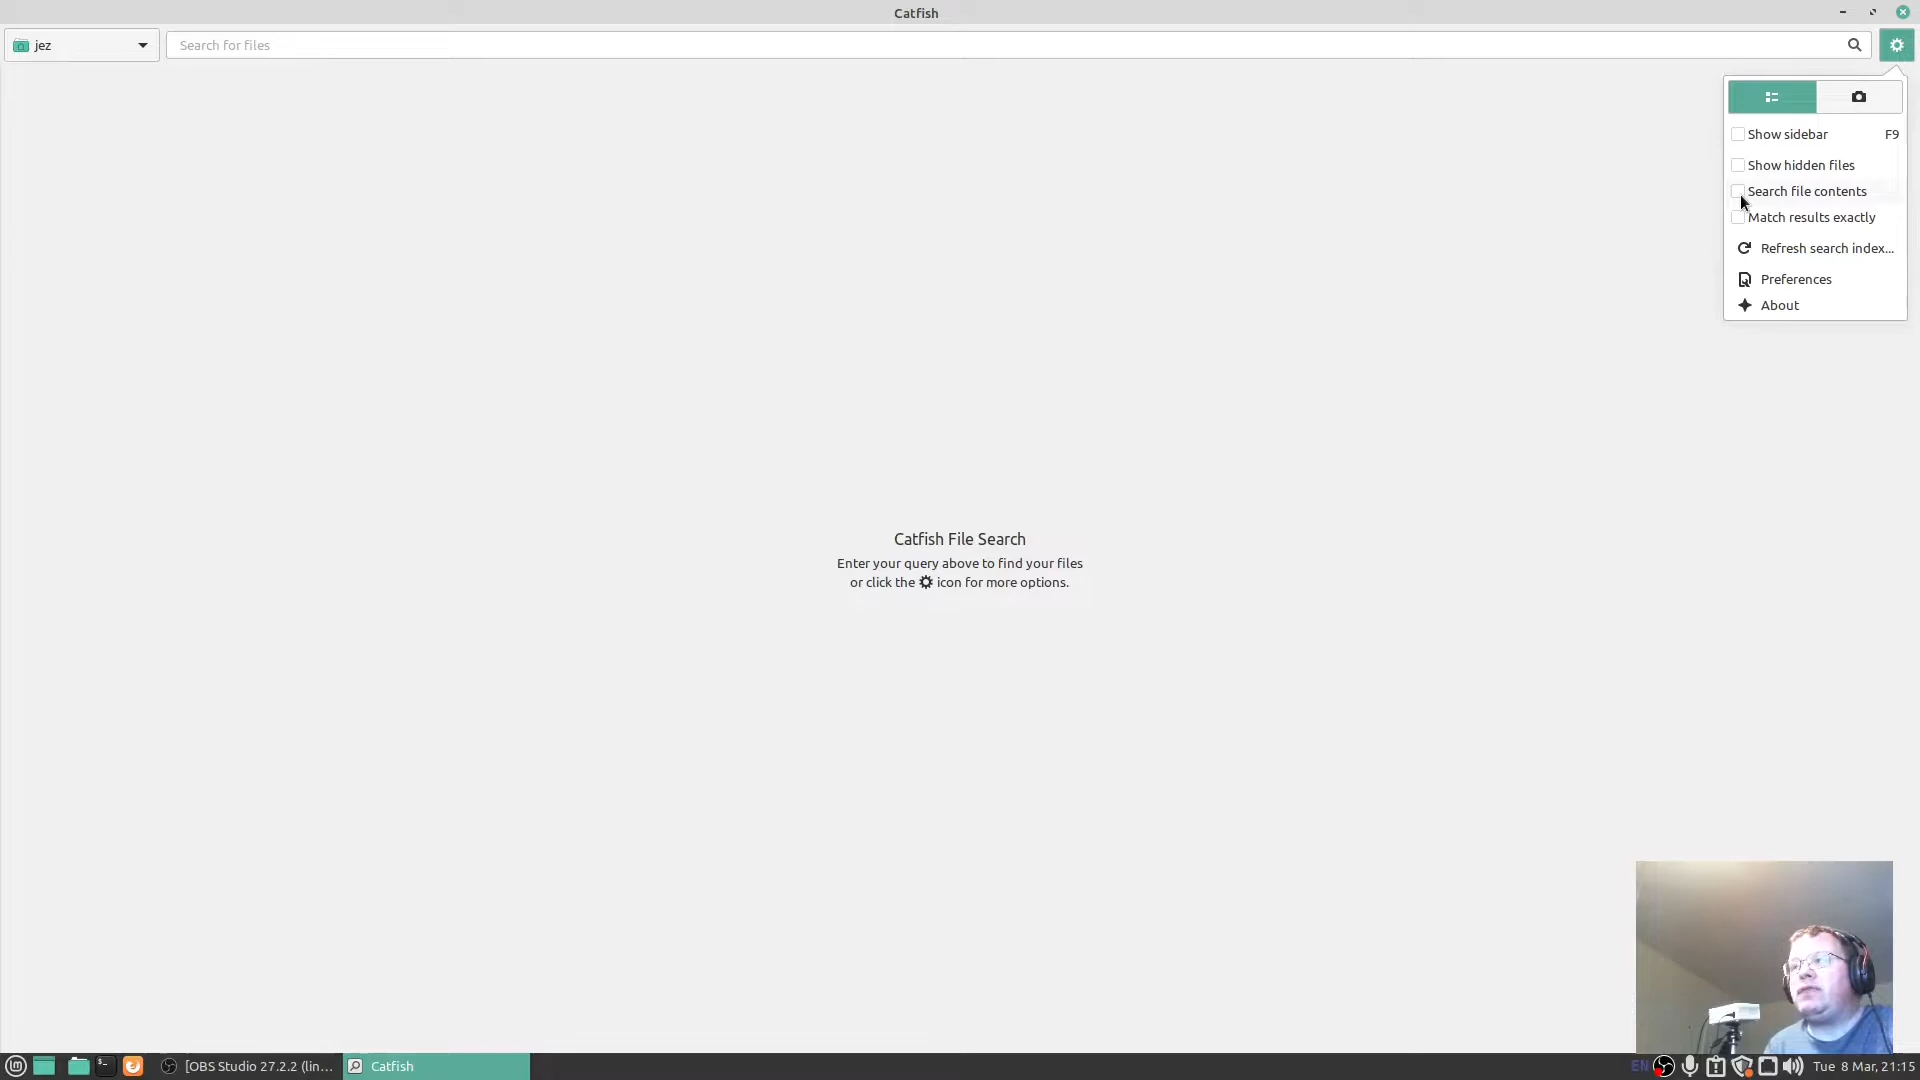 Catfish
jez
Search for files
Show sidebar F9
Show hidden files
Search file contents
Match results exactly
Refresh search index...
Preferences
About
Catfish File Search
Enter your query above to find your files
or click the icon for more options.
[OBS Studio 27.2.2 (lin...
Catfish
EN
Tue 8 Mar, 21:15